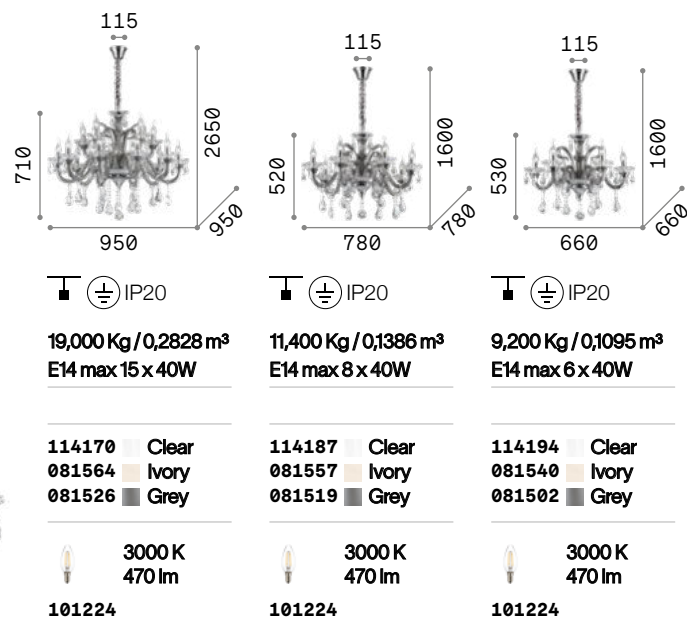 115
2650
710
950
950
IP20
19,000 Kg / 0,2828 m³
E14 max 15 x 40W
114170 Clear
081564 Ivory
081526 Grey
3000 K
470 lm
101224
115
1600
520
780
780
IP20
11,400 Kg / 0,1386 m³
E14 max 8 x 40W
114187 Clear
081557 Ivory
081519 Grey
3000 K
470 lm
101224
115
1600
530
660
660
IP20
9,200 Kg / 0,1095 m³
E14 max 6 x 40W
114194 Clear
081540 Ivory
081502 Grey
3000 K
470 lm
101224